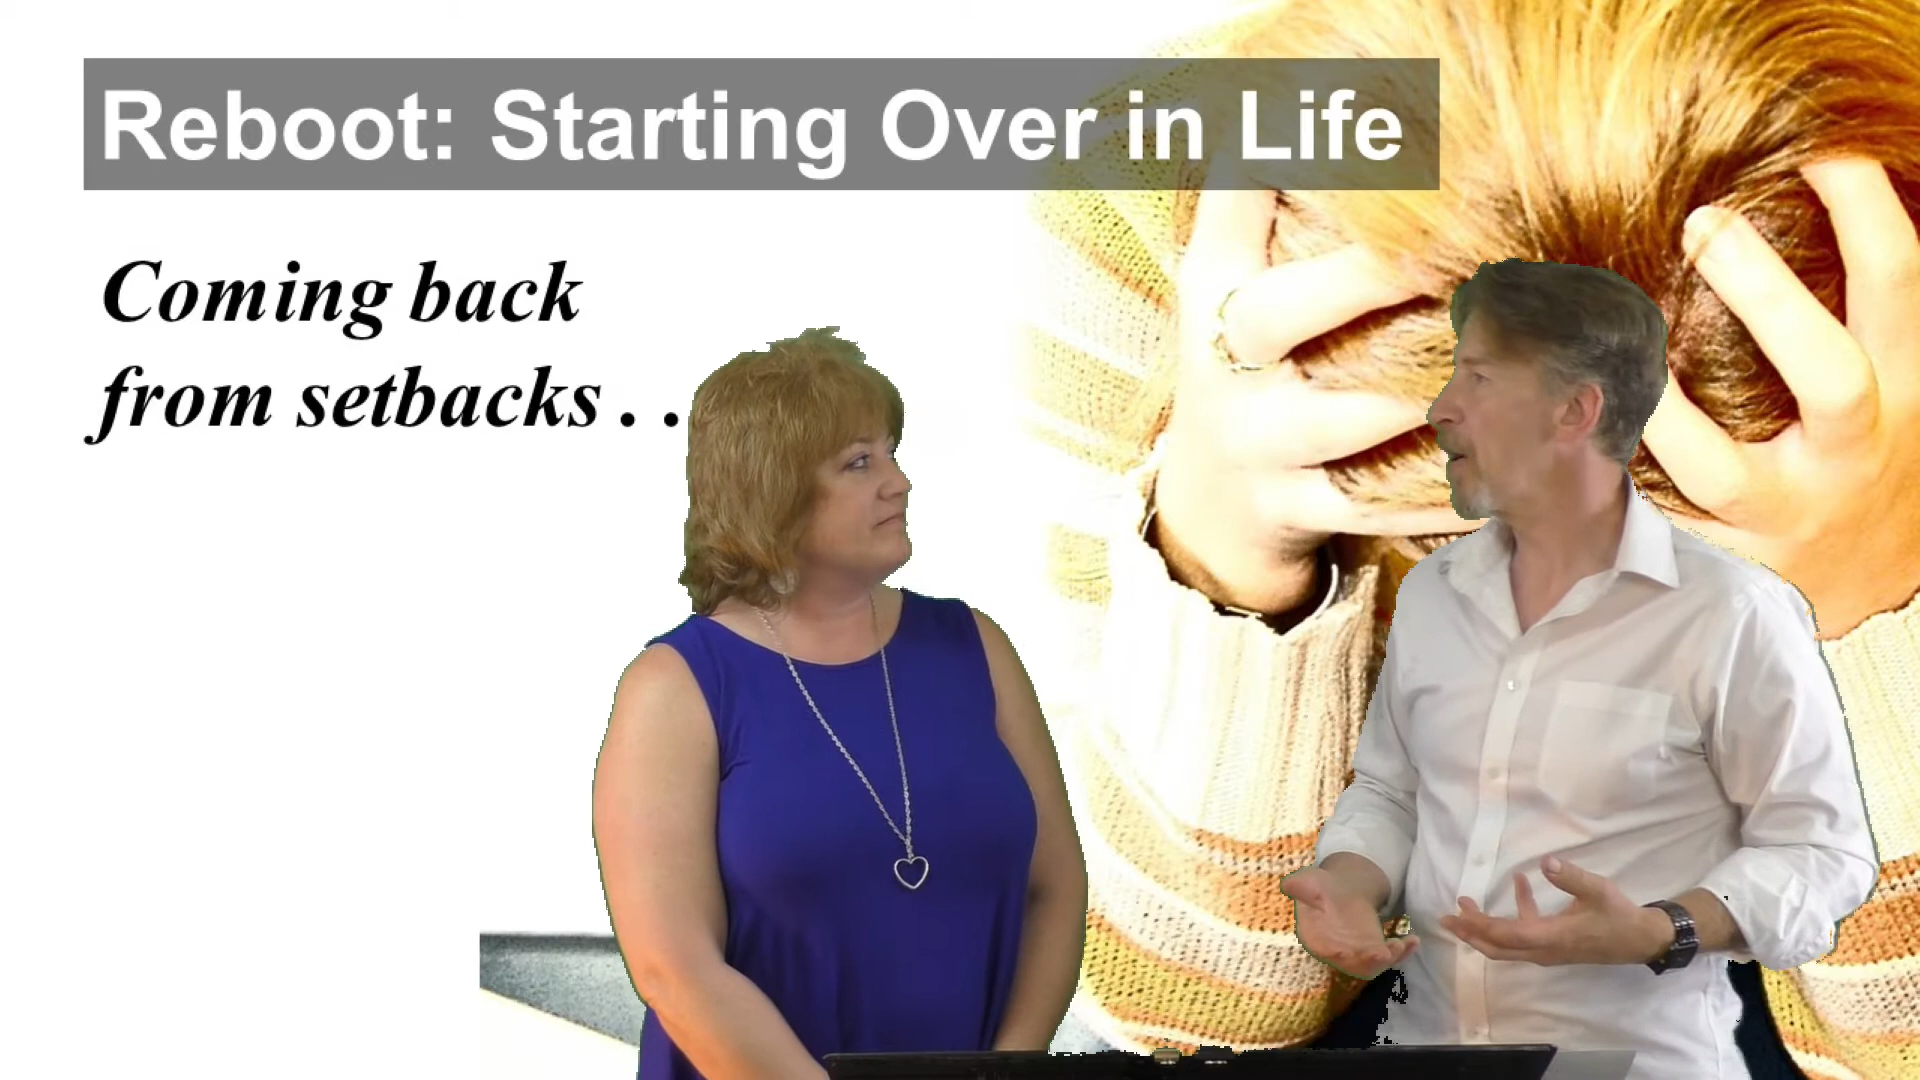 Reboot: Starting Over in Life
Coming back
from setbacks . .